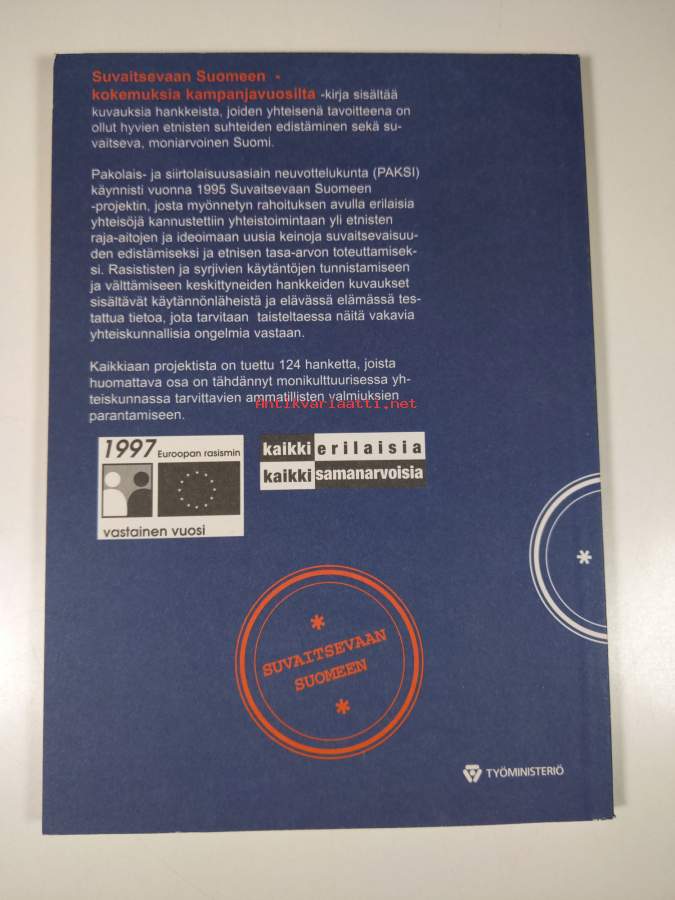 Suvaitsevaan Suomeen -
kokemuksia kampanjavuosilta -kirja sisältää
kuvauksia hankkeista, joiden yhteisenä tavoitteena on
ollut hyvien etnisten suhteiden edistäminen sekä su-
vaitseva, moniarvoinen Suomi.
Pakolais- ja siirtolaisuusasiain neuvottelukunta (PAKSI)
käynnisti vuonna 1995 Suvaitsevaan Suomeen
-projektin, josta myönnetyn rahoituksen avulla erilaisia
yhteisöjä kannustettiin yhteistoimintaan yli etnisten
raja-aitojen ja ideoimaan uusia keinoja suvaitsevaisuu-
den edistämiseksi ja etnisen tasa-arvon toteuttamisek-
si. Rasististen ja syrjivien käytäntöjen tunnistamiseen
ja välttämiseen keskittyneiden hankkeiden kuvaukset
sisältävät käytännönläheistä ja elävässä elämässä tes-
tattua tietoa, jota tarvitaan taisteltaessa näitä vakavia
yhteiskunnallisia ongelmia vastaan.
Kaikkiaan projektista on tuettu 124 hanketta, joista
huomattava osa on tähdännyt monikulttuurisessa yh-
teiskunnassa tarvittavien ammatillisten valmiuksien
parantamiseen.
Antikvariaatti.net
1997 Euroopan rasismin
vastainen vuosi
kaikki erilaisia
kaikki samanarvoisia
* 
SUVAITSEVAAN
SUOMEEN
*
*
TYÖMINISTERIÖ